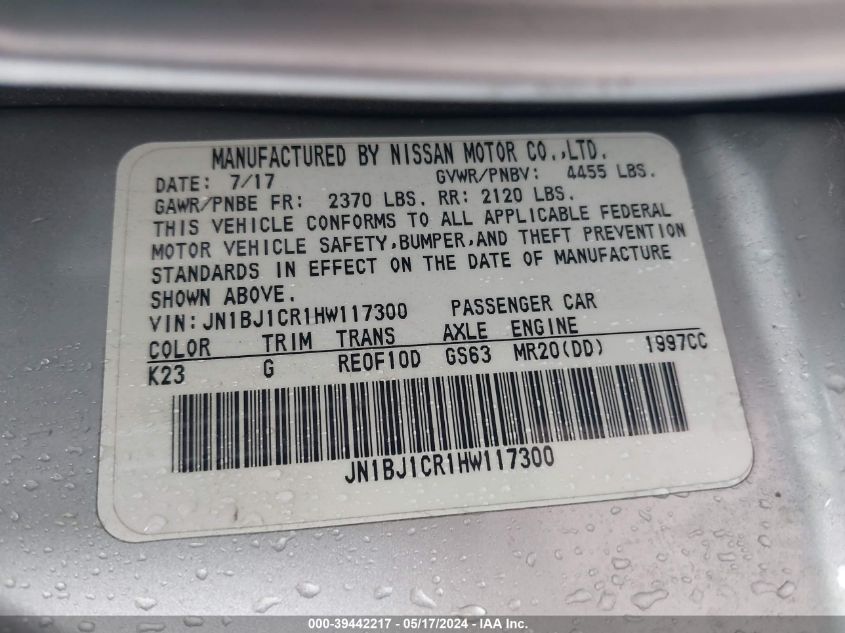 MANUFACTURED BY NISSAN MOTOR CO.,LTD.
DATE: 7/17 GVWR/PNBV: 4455 LBS.
GAWR/PNBE FR: 2370 LBS. RR: 2120 LBS.
THIS VEHICLE CONFORMS TO ALL APPLICABLE FEDERAL
MOTOR VEHICLE SAFETY,BUMPER,AND THEFT PREVENTION
STANDARDS IN EFFECT ON THE DATE OF MANUFACTURE
SHOWN ABOVE.
VIN:JN1BJ1CR1HW117300 PASSENGER CAR
COLOR TRIM TRANS AXLE ENGINE
K23 G RE0F10D GS63 MR20(DD) 1997CC
JN1BJ1CR1HW117300
000-39442217 - 05/17/2024 - IAA Inc.